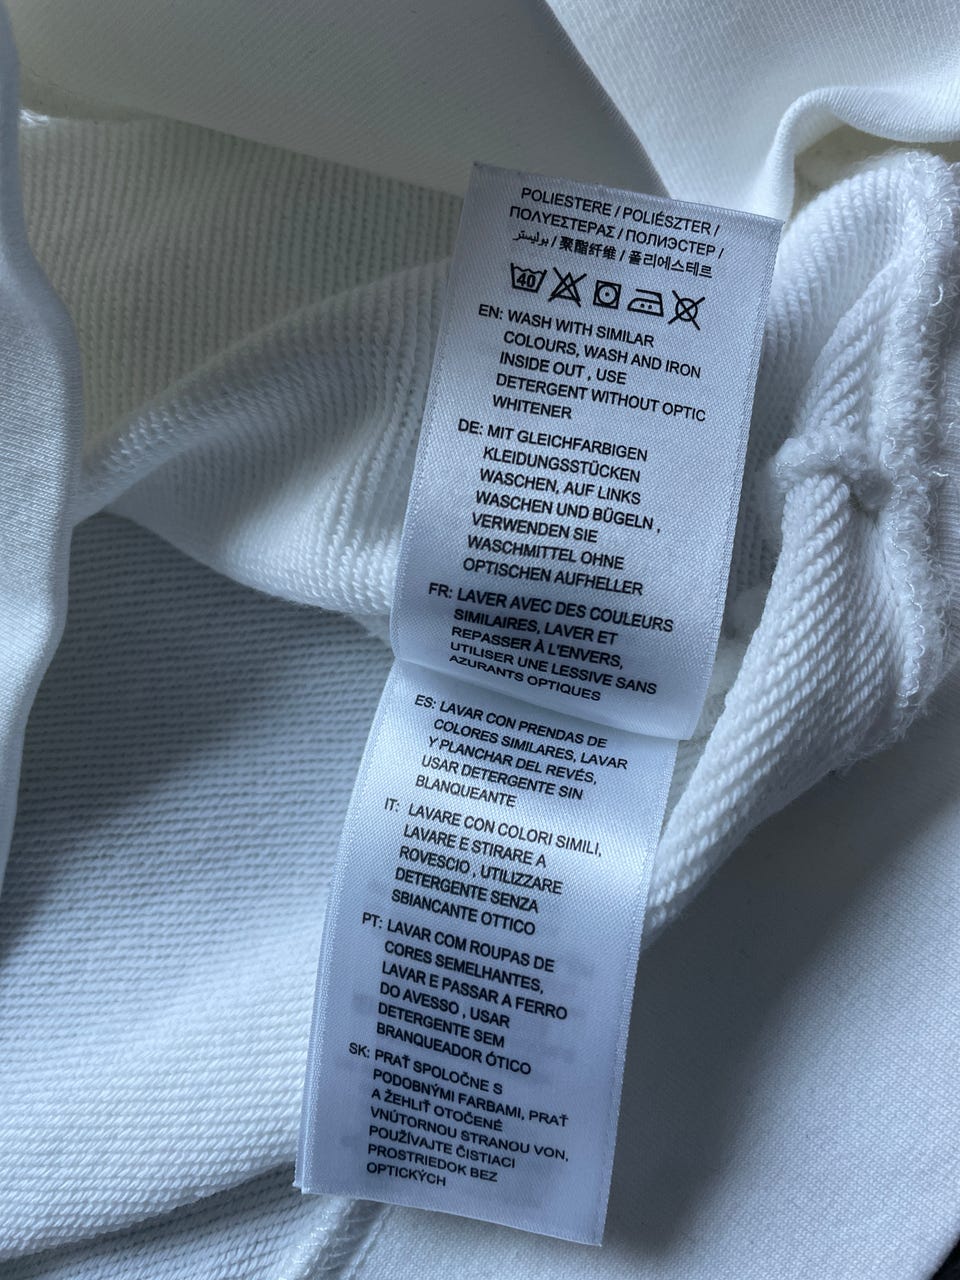 POLIESTERE / POLIÉSZTER /
ΠΟΛΥΕΣΤΕΡΑΣ / ПОЛИЭСТЕР /
بوليستر / 聚酯纤维 / 폴리에스테르
40
EN: WASH WITH SIMILAR
COLOURS, WASH AND IRON
INSIDE OUT , USE
DETERGENT WITHOUT OPTIC
WHITENER
DE: MIT GLEICHFARBIGEN
KLEIDUNGSSTÜCKEN
WASCHEN, AUF LINKS
WASCHEN UND BÜGELN ,
VERWENDEN SIE
WASCHMITTEL OHNE
OPTISCHEN AUFHELLER
FR: LAVER AVEC DES COULEURS
SIMILAIRES, LAVER ET
REPASSER À L'ENVERS,
UTILISER UNE LESSIVE SANS
AZURANTS OPTIQUES
ES: LAVAR CON PRENDAS DE
COLORES SIMILARES, LAVAR
Y PLANCHAR DEL REVÉS,
USAR DETERGENTE SIN
BLANQUEANTE
IT: LAVARE CON COLORI SIMILI,
LAVARE E STIRARE A
ROVESCIO , UTILIZZARE
DETERGENTE SENZA
SBIANCANTE OTTICO
PT: LAVAR COM ROUPAS DE
CORES SEMELHANTES,
LAVAR E PASSAR A FERRO
DO AVESSO , USAR
DETERGENTE SEM
BRANQUEADOR ÓTICO
SK: PRAŤ SPOLOČNE S
PODOBNÝMI FARBAMI, PRAŤ
A ŽEHLIŤ OTOČENÉ
VNÚTORNOU STRANOU VON,
POUŽÍVAJTE ČISTIACI
PROSTRIEDOK BEZ
OPTICKÝCH